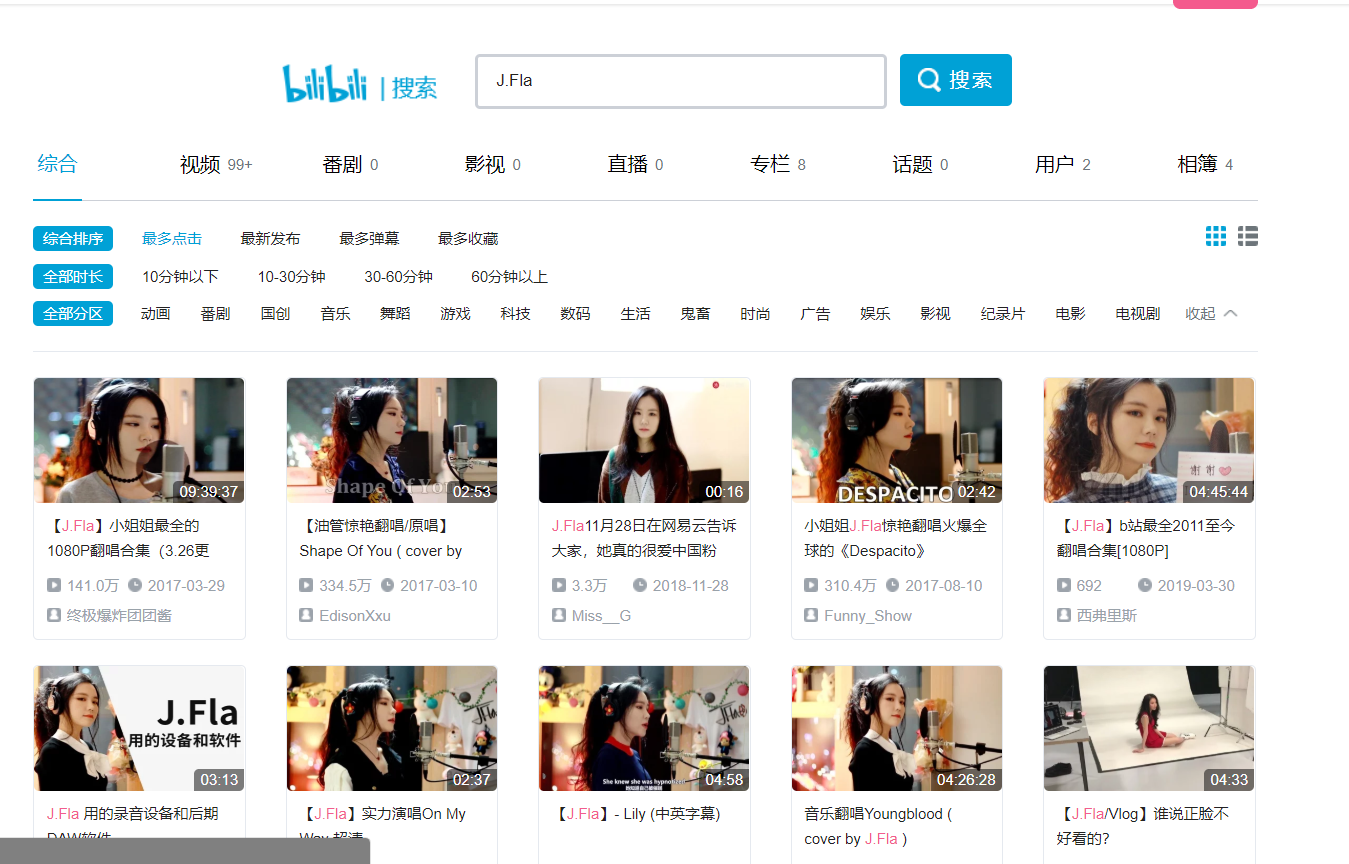 bilibili | 搜索
J.Fla
搜索
综合 视频 99+ 番剧 0 影视 0 直播 0 专栏 8 话题 0 用户 2 相簿 4
综合排序 最多点击 最新发布 最多弹幕 最多收藏
全部时长 10分钟以下 10-30分钟 30-60分钟 60分钟以上
全部分区 动画 番剧 国创 音乐 舞蹈 游戏 科技 数码 生活 鬼畜 时尚 广告 娱乐 影视 纪录片 电影 电视剧 收起
09:39:37
【J.Fla】小姐姐最全的
1080P翻唱合集（3.26更
141.0万 2017-03-29
终极爆炸团团酱
Shape Of You
02:53
【油管惊艳翻唱/原唱】
Shape Of You ( cover by
334.5万 2017-03-10
EdisonXxu
00:16
J.Fla11月28日在网易云告诉
大家，她真的很爱中国粉
3.3万 2018-11-28
Miss__G
DESPACITO
02:42
小姐姐J.Fla惊艳翻唱火爆全
球的《Despacito》
310.4万 2017-08-10
Funny_Show
谢谢
04:45:44
【J.Fla】b站最全2011至今
翻唱合集[1080P]
692 2019-03-30
西弗里斯
J.Fla
用的设备和软件
03:13
J.Fla 用的录音设备和后期
DAW软件
02:37
【J.Fla】实力演唱On My
Way 超清
She knew she was hypnotized
04:58
【J.Fla】- Lily (中英字幕)
04:26:28
音乐翻唱Youngblood (
cover by J.Fla )
04:33
【J.Fla/Vlog】谁说正脸不
好看的?